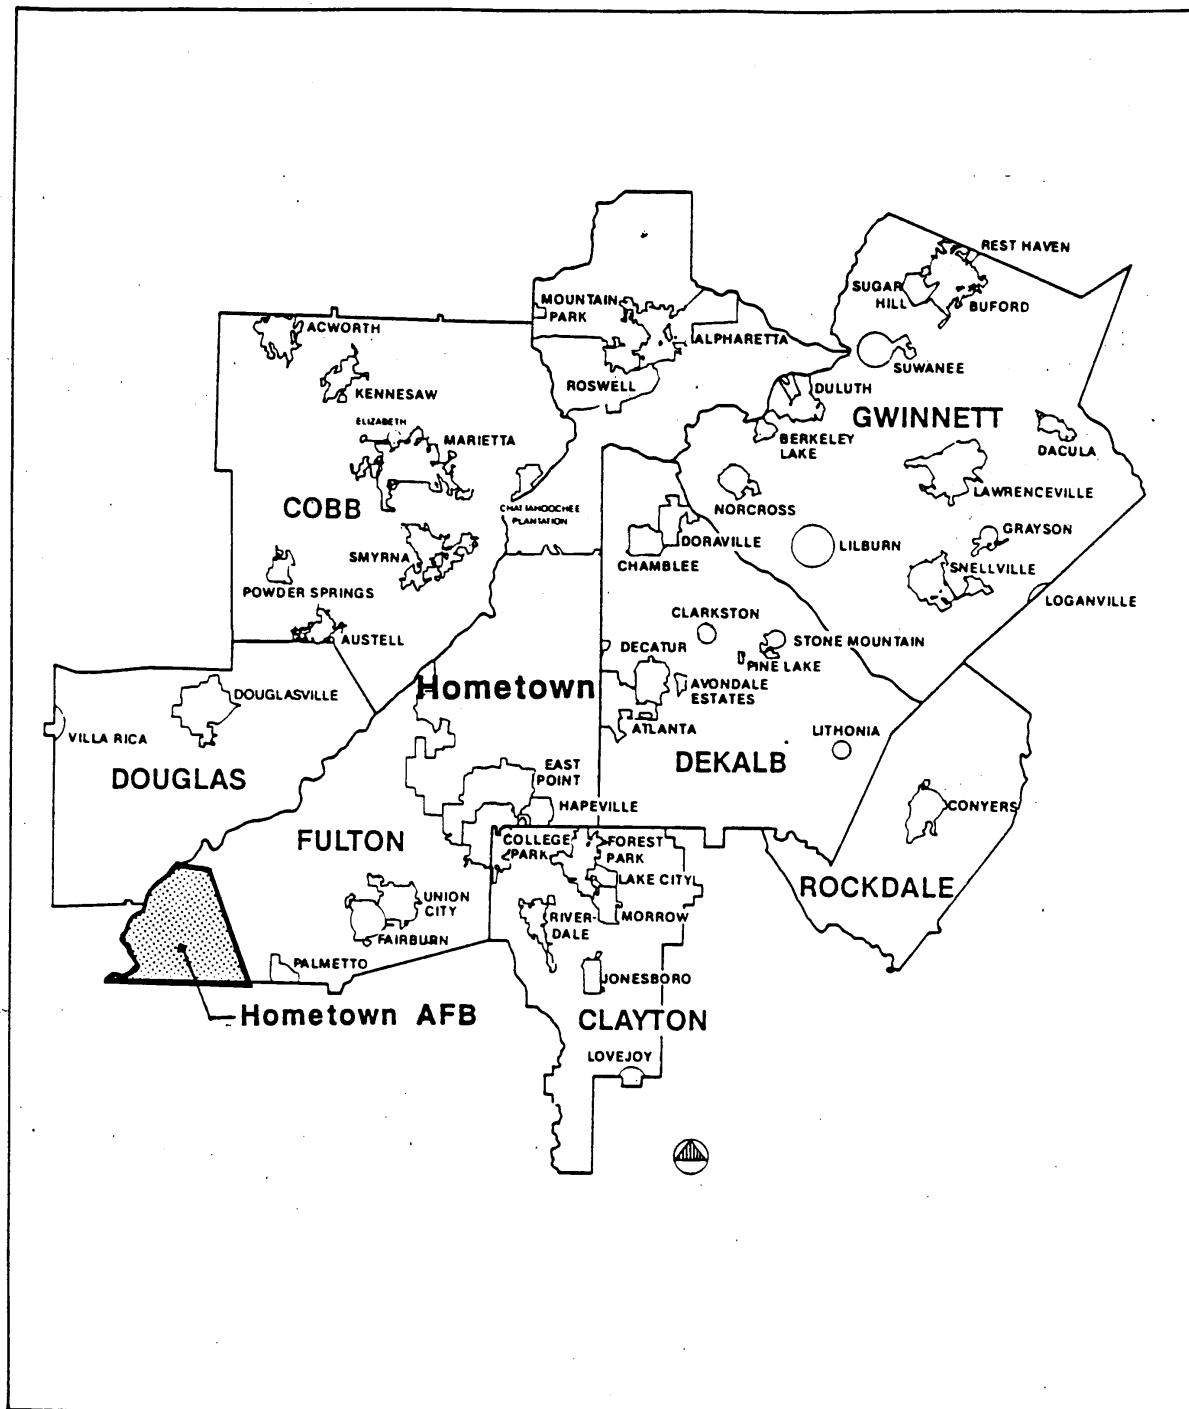 REST HAVEN
SUGAR
HILL
BUFORD
MOUNTAIN
PARK
ALPHARETTA
SUWANEE
ACWORTH
ROSWELL
DULUTH
KENNESAW
GWINNETT
ELIZABETH
MARIETTA
BERKELEY
LAKE
DACULA
COBB
CHATTAHOOCHEE
PLANTATION
NORCROSS
LAWRENCEVILLE
SMYRNA
DORAVILLE
CHAMBLEE
LILBURN
GRAYSON
SNELLVILLE
POWDER SPRINGS
LOGANVILLE
CLARKSTON
AUSTELL
STONE MOUNTAIN
DECATUR
PINE LAKE
Hometown
AVONDALE
ESTATES
DOUGLASVILLE
ATLANTA
LITHONIA
VILLA RICA
DOUGLAS
DEKALB
EAST
POINT
HAPEVILLE
CONYERS
FULTON
COLLEGE
PARK
FOREST
PARK
LAKE CITY
ROCKDALE
UNION
CITY
RIVER-
DALE
MORROW
FAIRBURN
PALMETTO
JONESBORO
Hometown AFB
CLAYTON
LOVEJOY